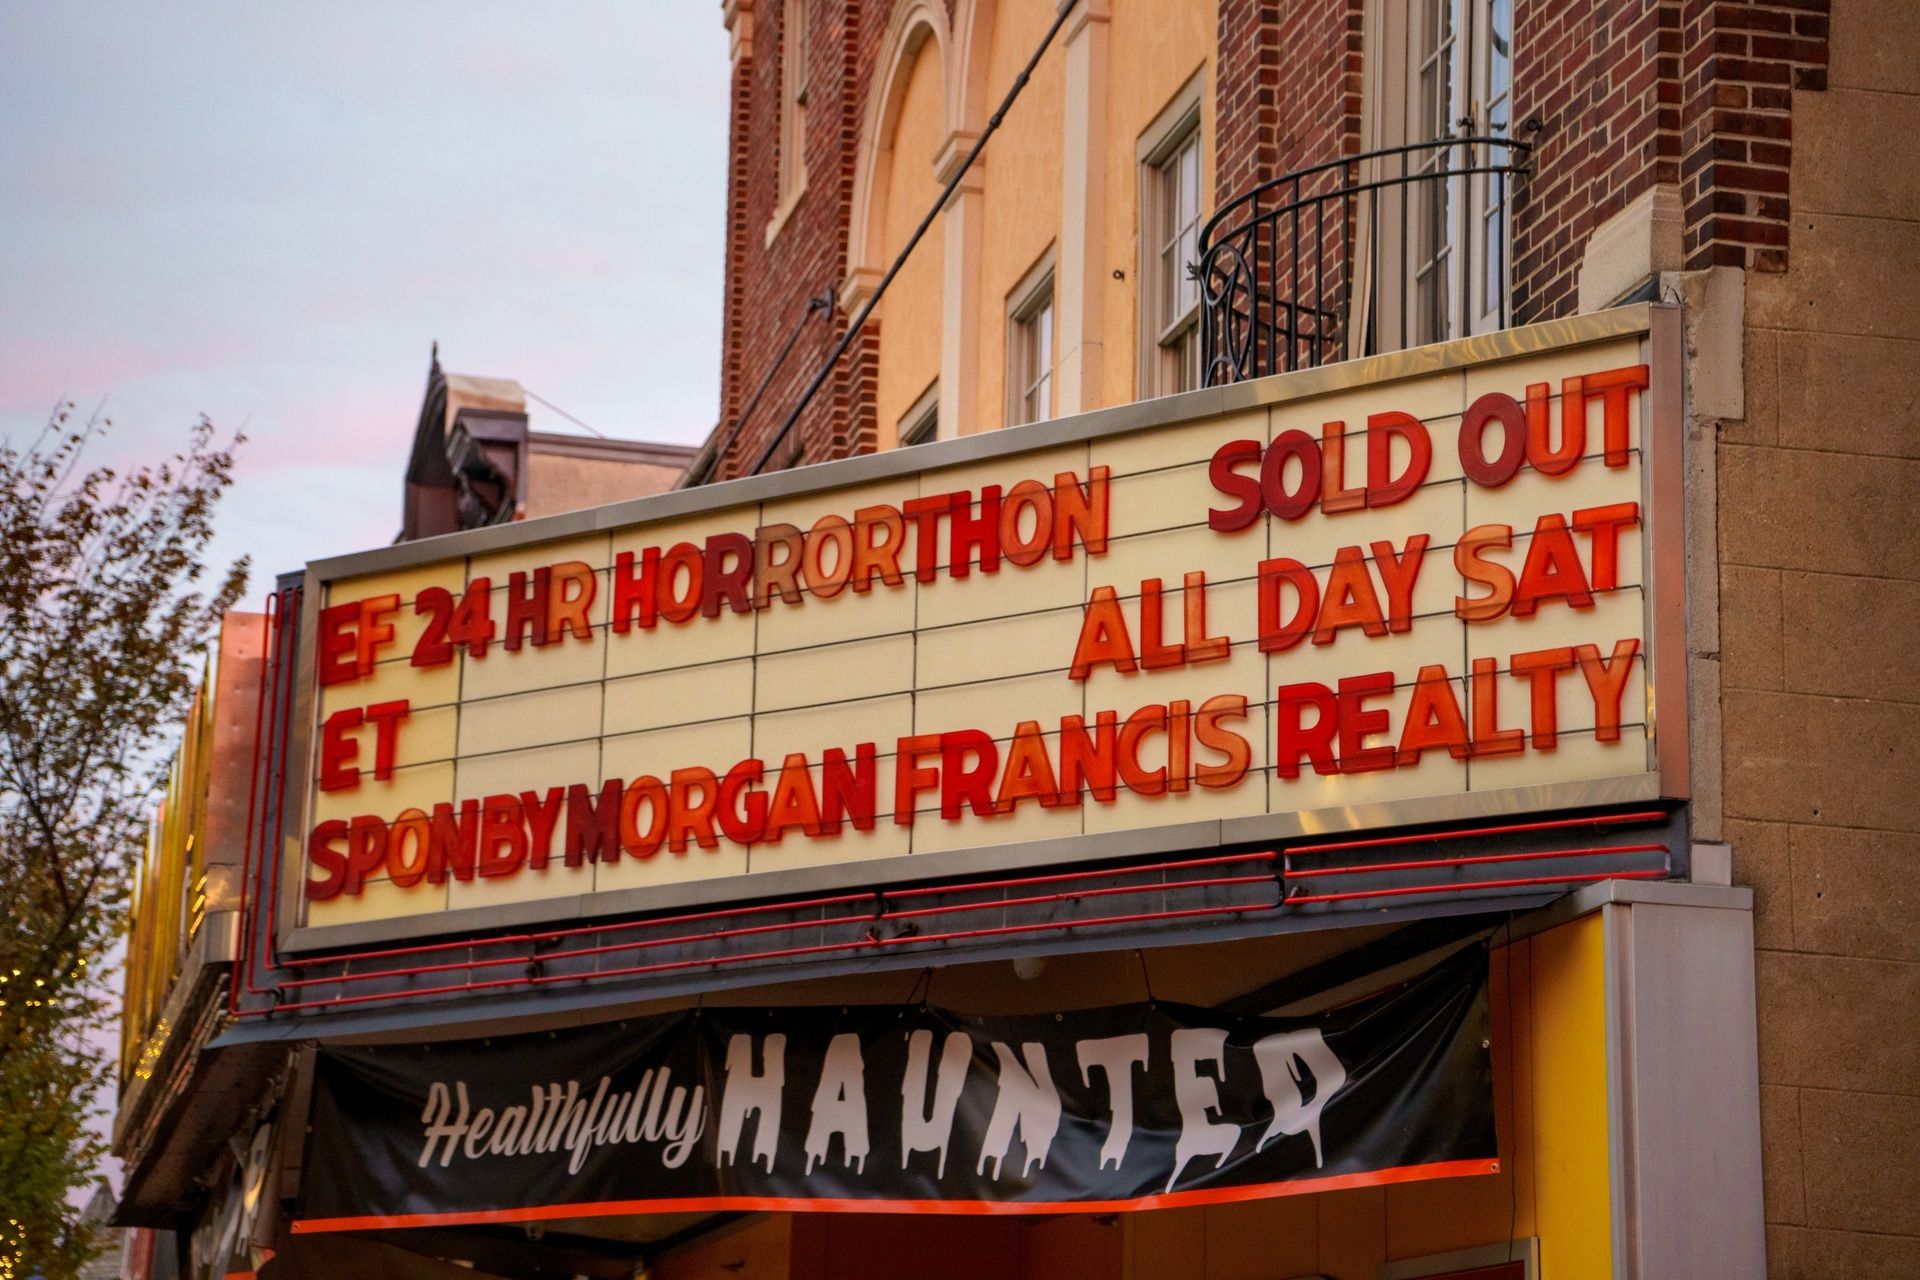 EF 24 HR HORRORTHON SOLD OUT
ET ALL DAY SAT
SPONBYMORGAN FRANCIS REALTY
Healthfully HAUNTED